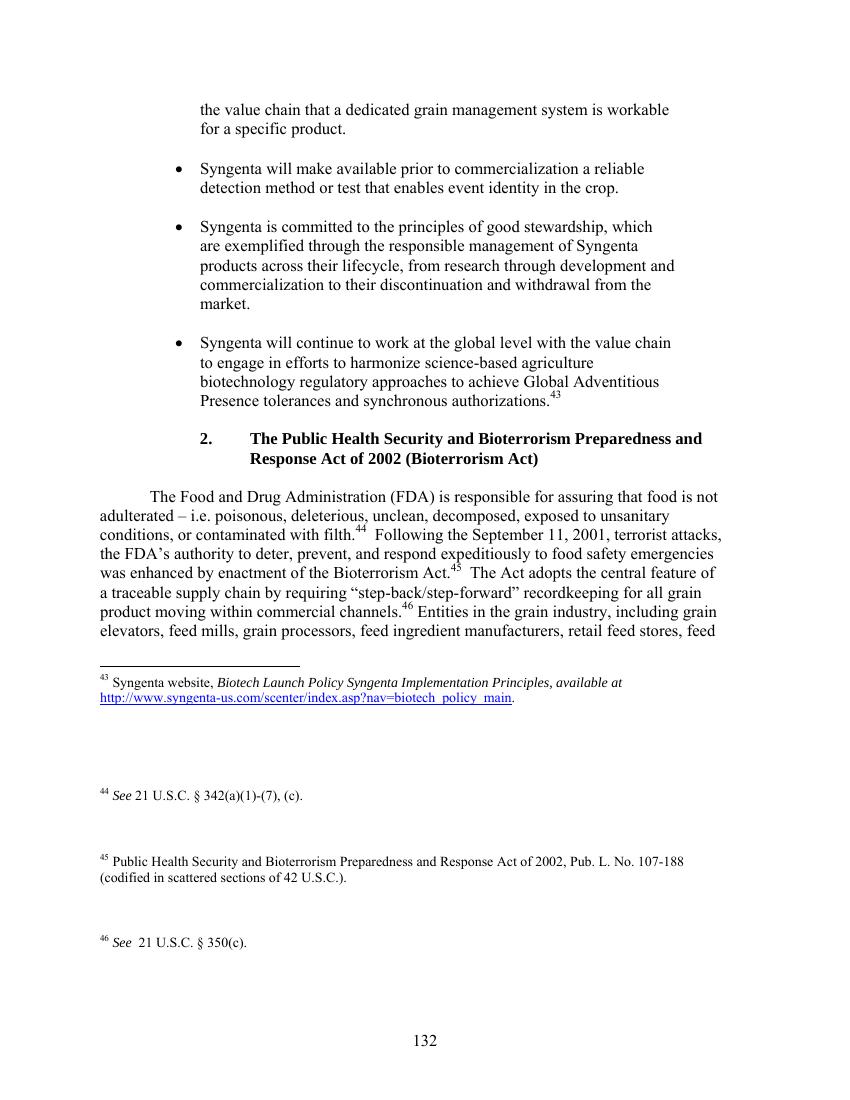 the value chain that a dedicated grain management system is workable
for a specific product.
• Syngenta will make available prior to commercialization a reliable
detection method or test that enables event identity in the crop.
• Syngenta is committed to the principles of good stewardship, which
are exemplified through the responsible management of Syngenta
products across their lifecycle, from research through development and
commercialization to their discontinuation and withdrawal from the
market.
• Syngenta will continue to work at the global level with the value chain
to engage in efforts to harmonize science-based agriculture
biotechnology regulatory approaches to achieve Global Adventitious
Presence tolerances and synchronous authorizations.43
2. The Public Health Security and Bioterrorism Preparedness and
Response Act of 2002 (Bioterrorism Act)
The Food and Drug Administration (FDA) is responsible for assuring that food is not
adulterated – i.e. poisonous, deleterious, unclean, decomposed, exposed to unsanitary
conditions, or contaminated with filth.44 Following the September 11, 2001, terrorist attacks,
the FDA’s authority to deter, prevent, and respond expeditiously to food safety emergencies
was enhanced by enactment of the Bioterrorism Act.45 The Act adopts the central feature of
a traceable supply chain by requiring “step-back/step-forward” recordkeeping for all grain
product moving within commercial channels.46 Entities in the grain industry, including grain
elevators, feed mills, grain processors, feed ingredient manufacturers, retail feed stores, feed
43 Syngenta website, Biotech Launch Policy Syngenta Implementation Principles, available at
http://www.syngenta-us.com/scenter/index.asp?nav=biotech_policy_main.
44 See 21 U.S.C. § 342(a)(1)-(7), (c).
45 Public Health Security and Bioterrorism Preparedness and Response Act of 2002, Pub. L. No. 107-188
(codified in scattered sections of 42 U.S.C.).
46 See 21 U.S.C. § 350(c).
132